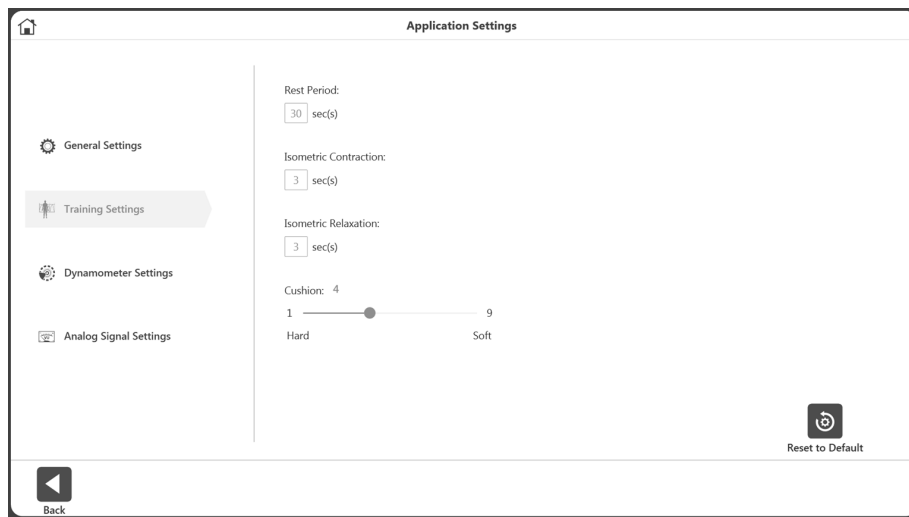 Application Settings
General Settings
Training Settings
Dynamometer Settings
Analog Signal Settings
Rest Period:
30 sec(s)
Isometric Contraction:
3 sec(s)
Isometric Relaxation:
3 sec(s)
Cushion: 4
1 9
Hard Soft
Reset to Default
Back